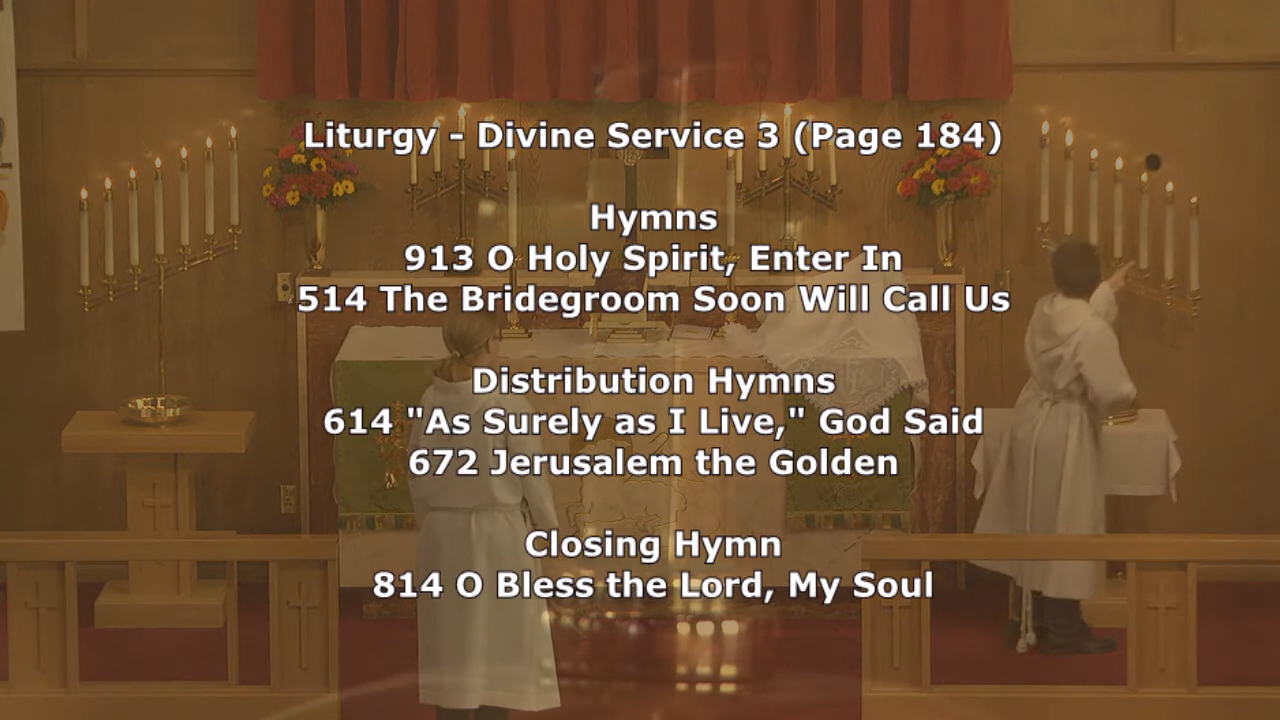 Liturgy - Divine Service 3 (Page 184)
Hymns
913 O Holy Spirit, Enter In
514 The Bridegroom Soon Will Call Us
Distribution Hymns
614 "As Surely as I Live," God Said
672 Jerusalem the Golden
Closing Hymn
814 O Bless the Lord, My Soul